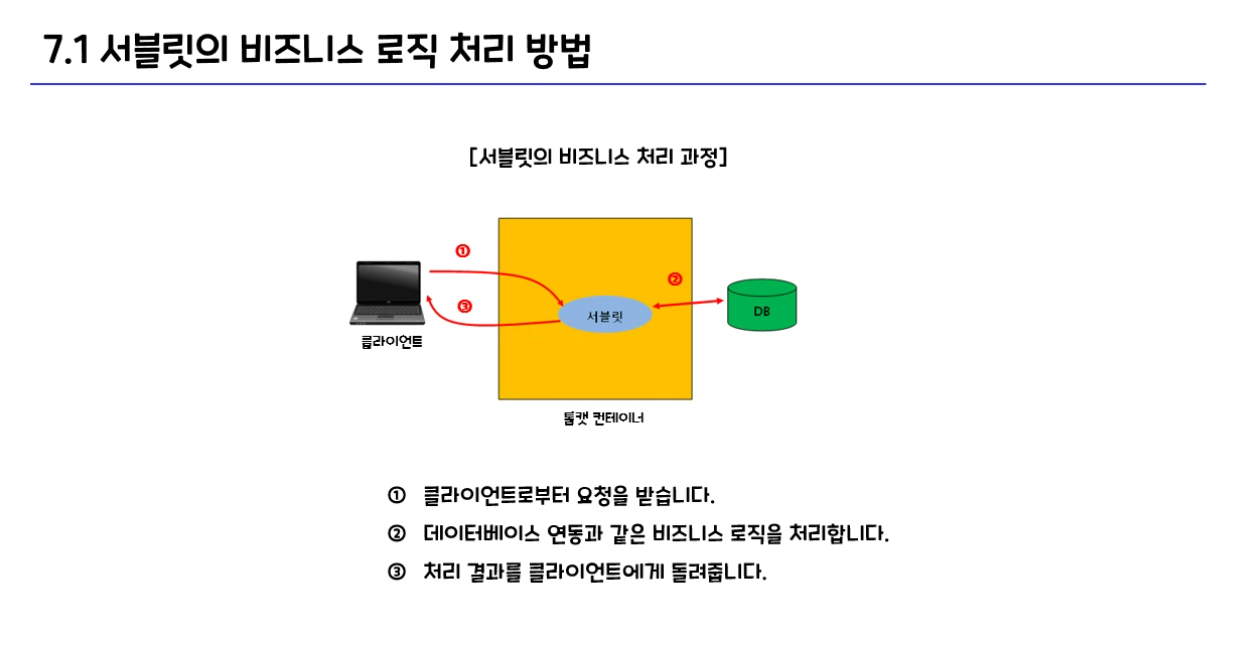 7.1 서블릿의 비즈니스 로직 처리 방법
[서블릿의 비즈니스 처리 과정]
①
②
③
서블릿
DB
클라이언트
톰캣 컨테이너
① 클라이언트로부터 요청을 받습니다.
② 데이터베이스 연동과 같은 비즈니스 로직을 처리합니다.
③ 처리 결과를 클라이언트에게 돌려줍니다.